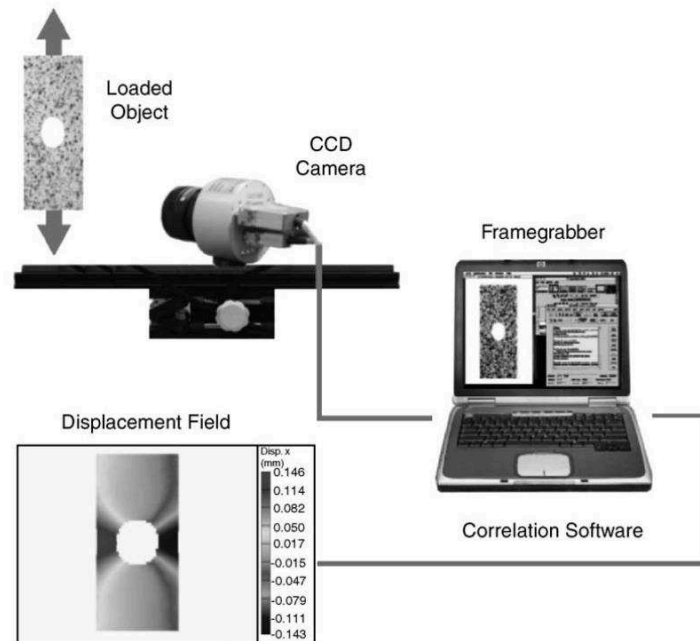 Loaded
Object
CCD
Camera
Framegrabber
Displacement Field
Disp. x
(mm)
0.146
0.114
0.082
0.050
0.017
-0.015
-0.047
-0.079
-0.111
-0.143
Correlation Software